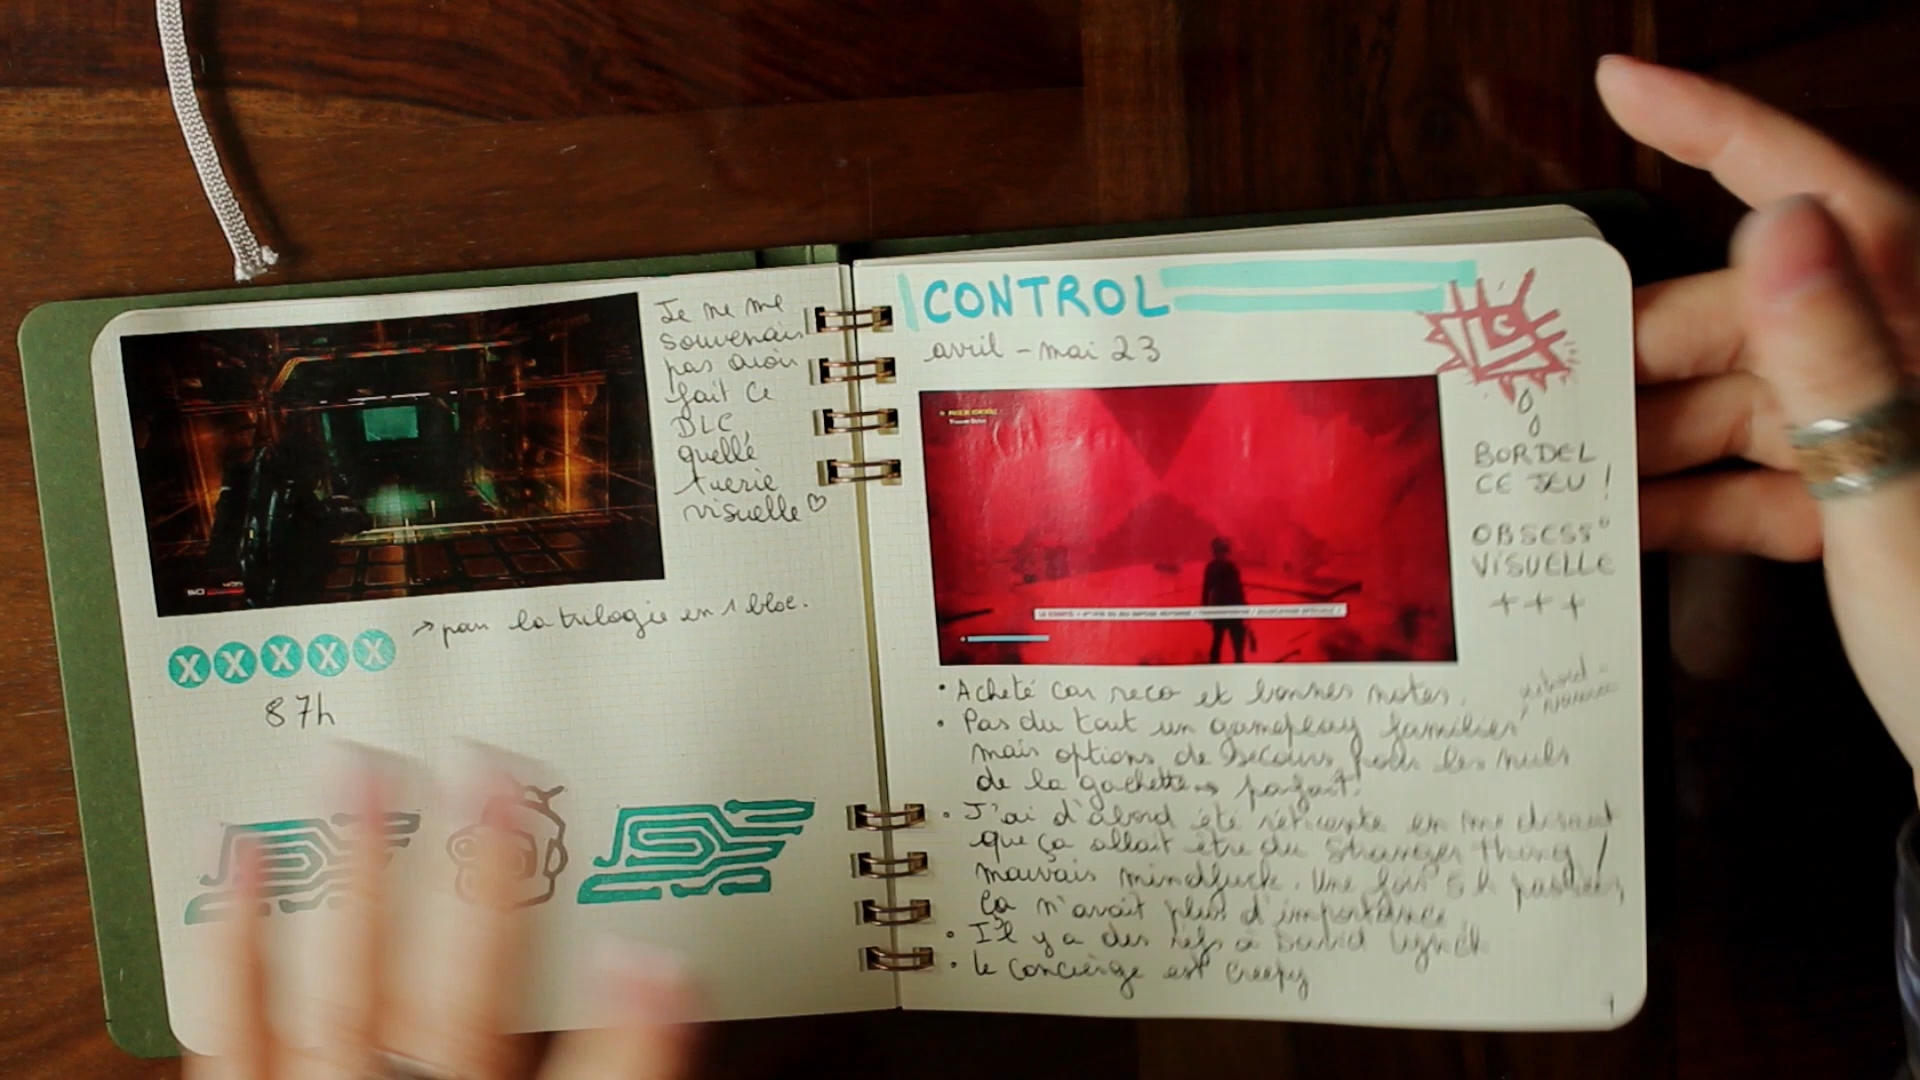 Je ne me
souvenais
pas avoir
fait ce
DLC,
quelle
tuerie
visuelle ♡
→ pour la trilogie en 1 bloc.
X X X X X
87h
CONTROL
avril - mai 23
BORDEL
CE JEU !
OBSESS°
VISUELLE
+++
• Acheté car reco et bonnes notes.
• Pas du tout un gameplay familier
mais options de secours pour les nuls
de la gachette → parfait.
• J'ai d'abord été réticente en me disant
que ça allait être du Stranger Thing /
mauvais mindfuck. Une fois 5h passées,
ça n'avait plus d'importance
• Il y a des refs à David Lynch
• Le concierge est creepy